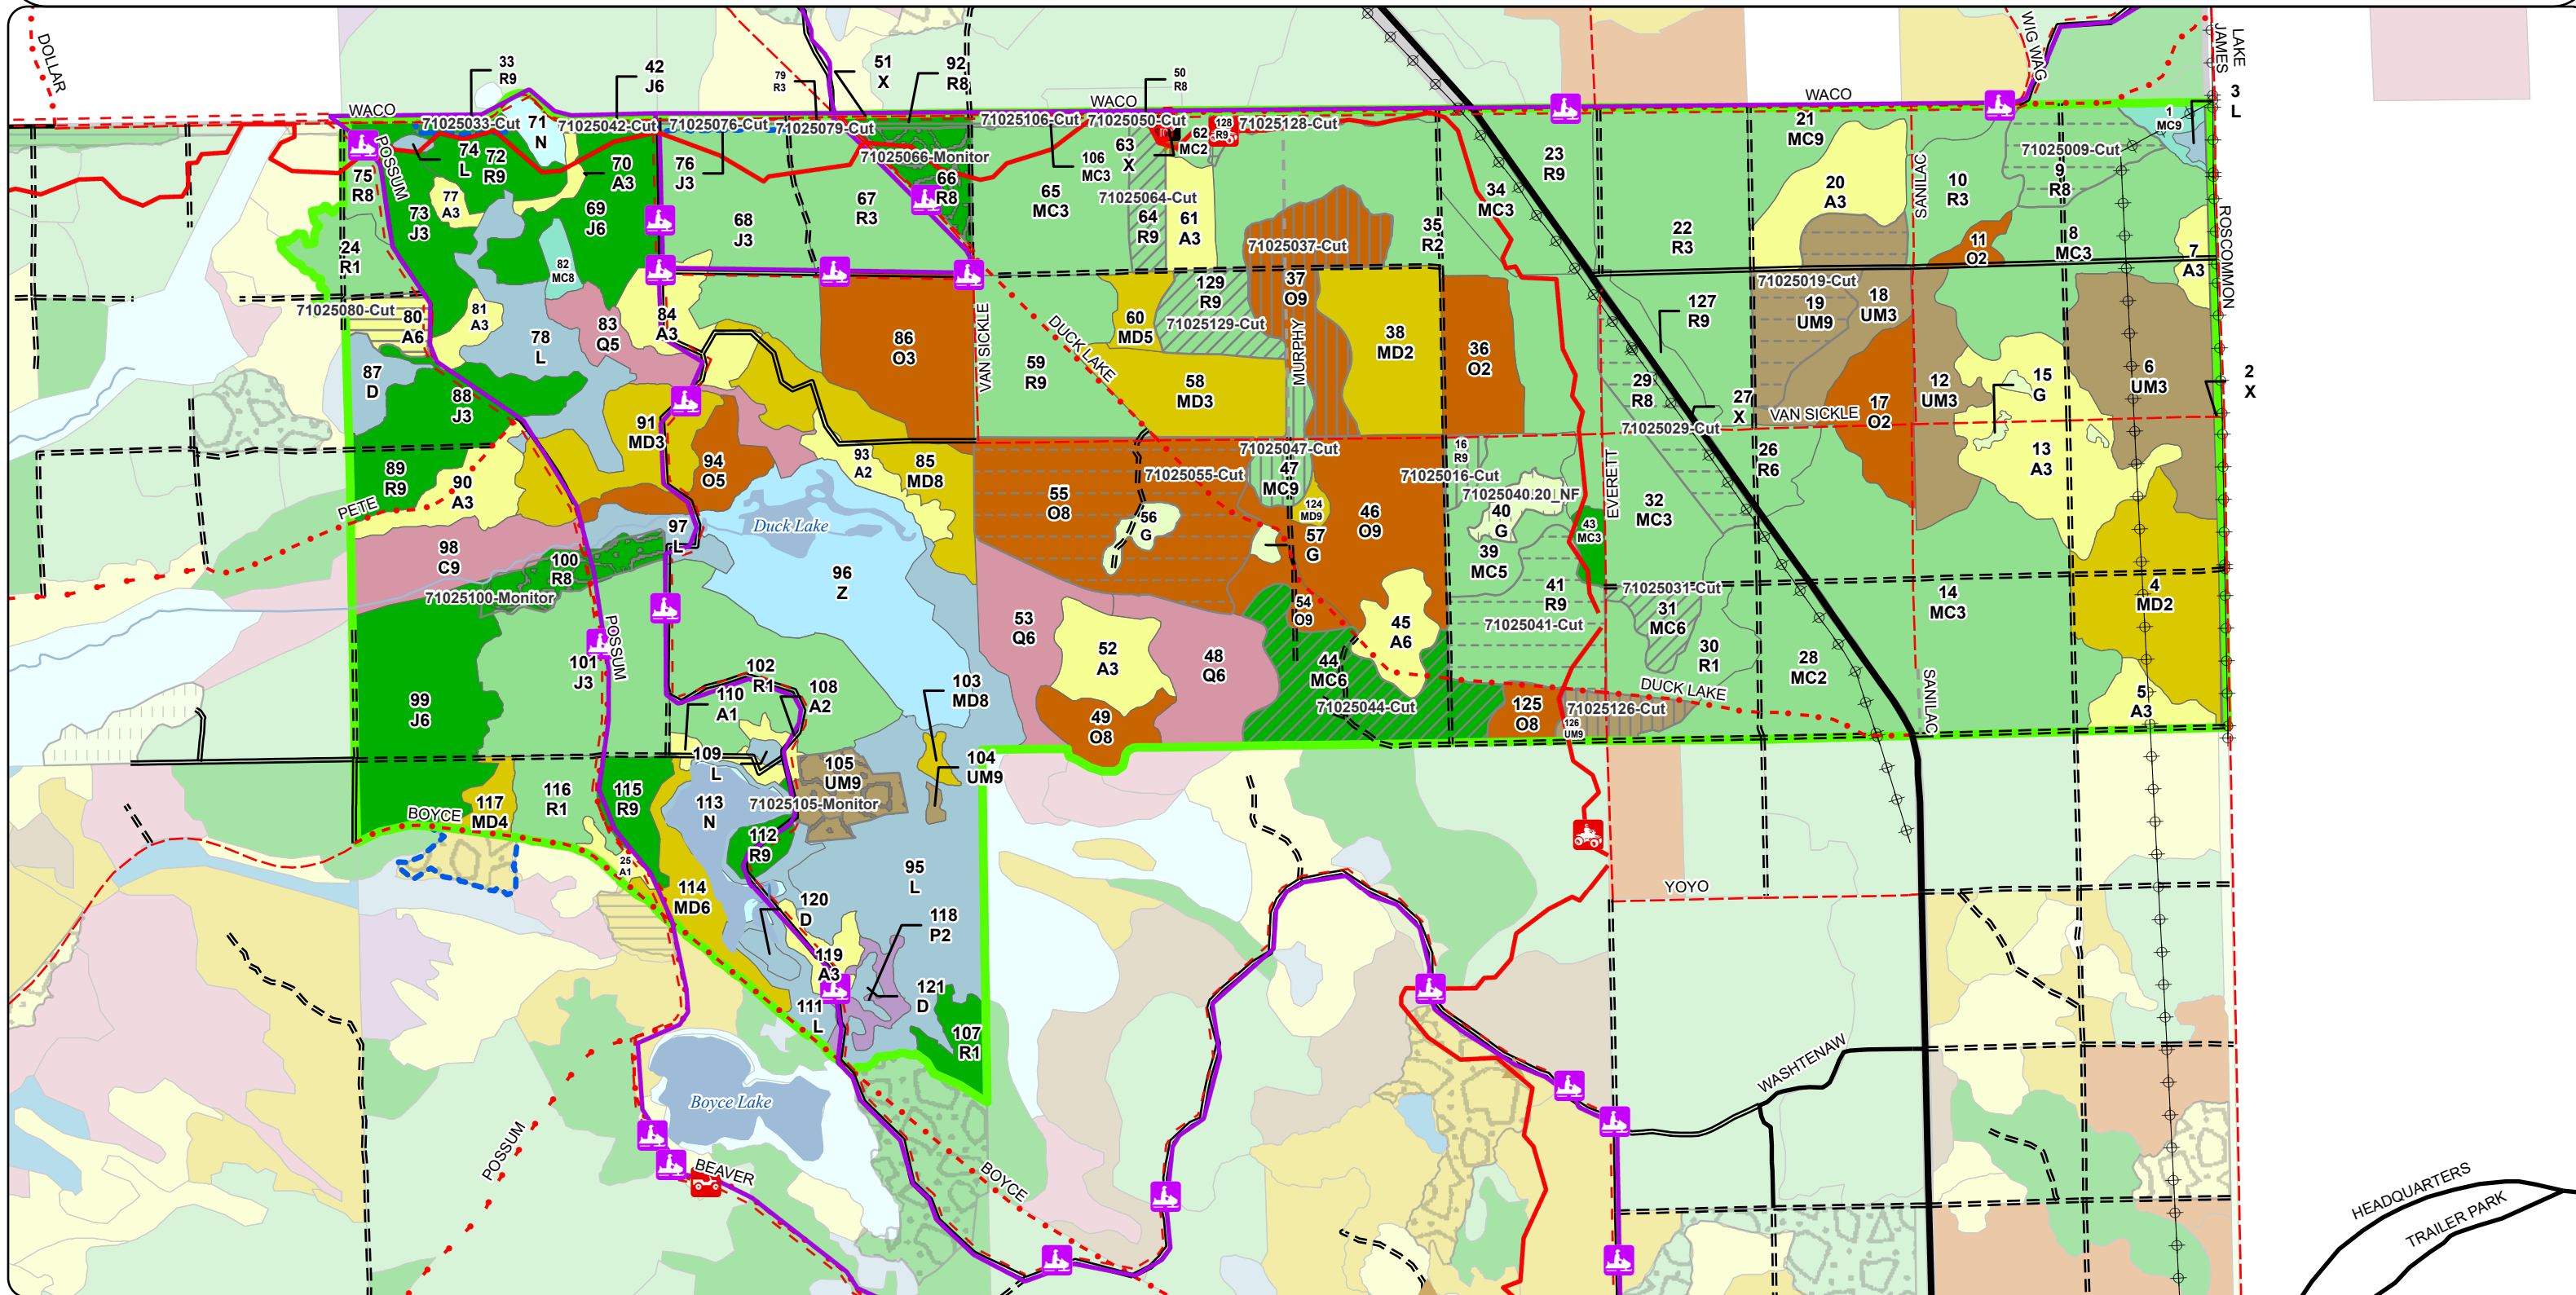 DOLLAR
WIG WAG
LAKE
JAMES
33
R9
42
J6
79
R3
51
X
92
R8
50
R8
3
L
WACO
WACO
WACO
71025033-Cut
71
N
71025042-Cut
71025076-Cut
71025079-Cut
71025106-Cut
71025050-Cut
128
R9
71025128-Cut
21
MC9
1
MC9
62
MC2
63
X
74
L
72
R9
70
A3
76
J3
71025066-Monitor
106
MC3
23
R9
71025009-Cut
9
R8
POSSUM
75
R8
77
A3
73
J3
69
J6
68
J3
67
R3
66
R8
65
MC3
71025064-Cut
64
R9
61
A3
34
MC3
35
R2
22
R3
20
A3
SANILAC
10
R3
8
MC3
7
A3
ROSCOMMON
24
R1
82
MC8
71025037-Cut
37
O9
11
O2
71025080-Cut
80
A6
81
A3
78
L
83
Q5
84
A3
86
O3
VAN SICKLE
59
R9
DUCK LAKE
60
MD5
129
R9
71025129-Cut
MURPHY
38
MD2
36
O2
127
R9
71025019-Cut
19
UM9
18
UM3
6
UM3
2
X
87
D
88
J3
91
MD3
58
MD3
29
R8
27
X
VAN SICKLE
17
O2
12
UM3
15
G
13
A3
71025029-Cut
89
R9
90
A3
PETE
94
O5
93
A2
85
MD8
55
O8
71025055-Cut
71025047-Cut
47
MC9
124
MD9
57
G
46
O9
16
R9
71025016-Cut
71025040.20_NF
40
G
43
MC3
EVERETT
32
MC3
26
R6
56
G
Duck Lake
97
L
98
C9
100
R8
71025100-Monitor
96
Z
39
MC5
41
R9
71025041-Cut
71025031-Cut
31
MC6
30
R1
28
MC2
14
MC3
4
MD2
5
A3
53
Q6
52
A3
48
Q6
54
O9
45
A6
44
MC6
71025044-Cut
49
O8
125
O8
126
UM9
71025126-Cut
DUCK LAKE
SANILAC
POSSUM
101
J3
99
J6
102
R1
110
A1
108
A2
103
MD8
104
UM9
109
L
105
UM9
71025105-Monitor
117
MD4
116
R1
115
R9
113
N
112
R9
BOYCE
25
A1
114
MD6
95
L
120
D
118
P2
119
A3
121
D
111
L
107
R1
YOYO
WASHTENAW
Boyce Lake
BEAVER
POSSUM
BOYCE
HEADQUARTERS
TRAILER PARK